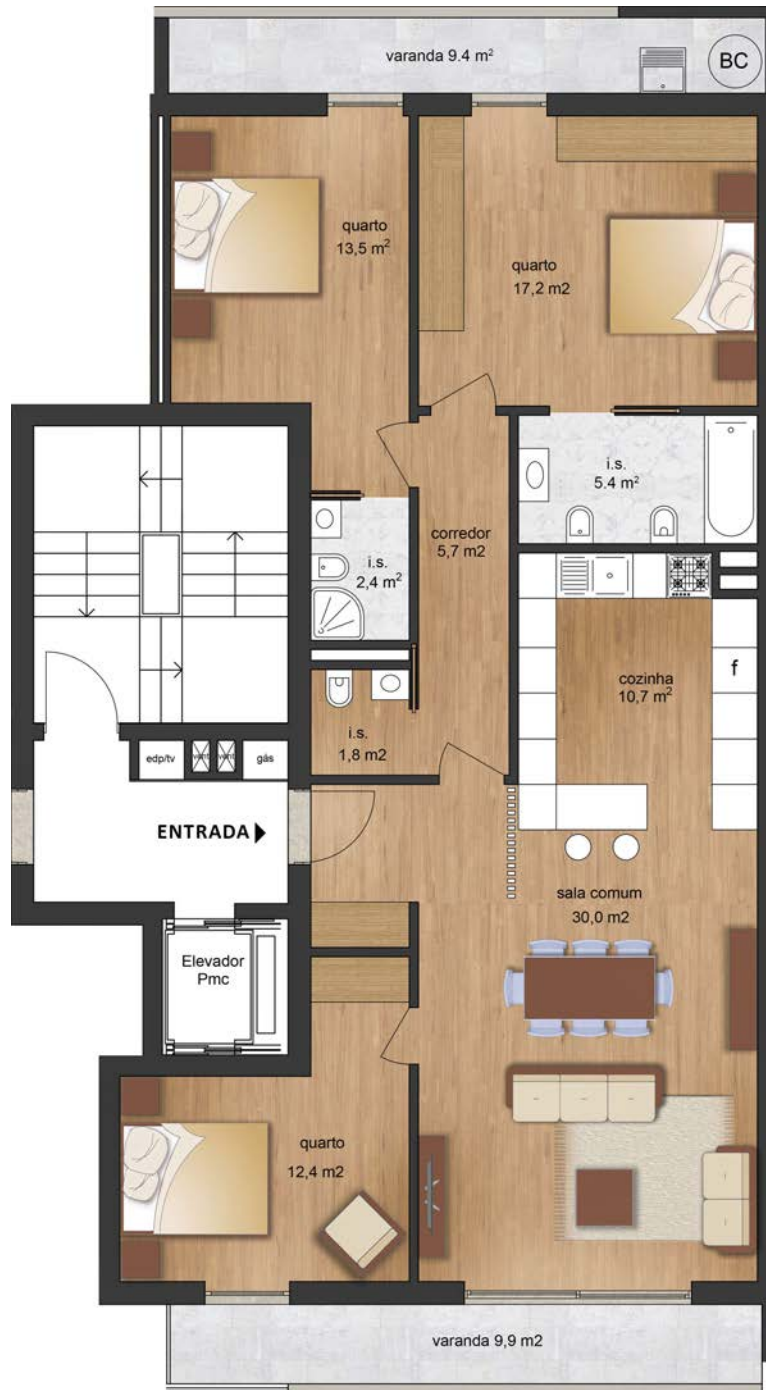 varanda 9.4 m²
BC
quarto
13,5 m²
quarto
17,2 m2
i.s.
5.4 m²
corredor
5,7 m2
i.s.
2,4 m²
cozinha
10,7 m²
f
i.s.
1,8 m2
edp/tv
vent
vent
gás
ENTRADA
sala comum
30,0 m2
Elevador
Pmc
quarto
12,4 m2
varanda 9,9 m2